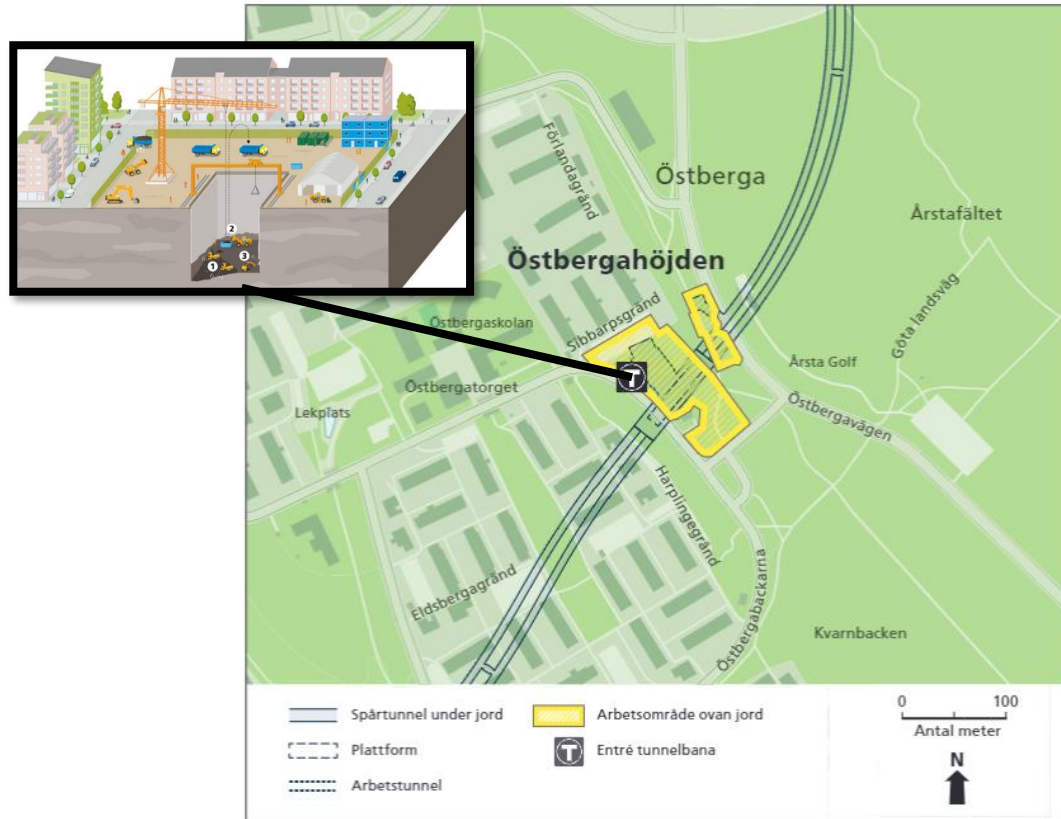 2
1
3
Förlandagränd
Östberga
Årstafältet
Östbergahöjden
Göta landsväg
Sibbarpsgränd
Östbergaskolan
Årsta Golf
T
Östbergatorget
Lekplats
Östbergavägen
Harplingegränd
Eldsbergagränd
Östbergabackarna
Kvarnbacken
Spårtunnel under jord
Arbetsområde ovan jord
0 100
Antal meter
Plattform
T Entré tunnelbana
N
Arbetstunnel